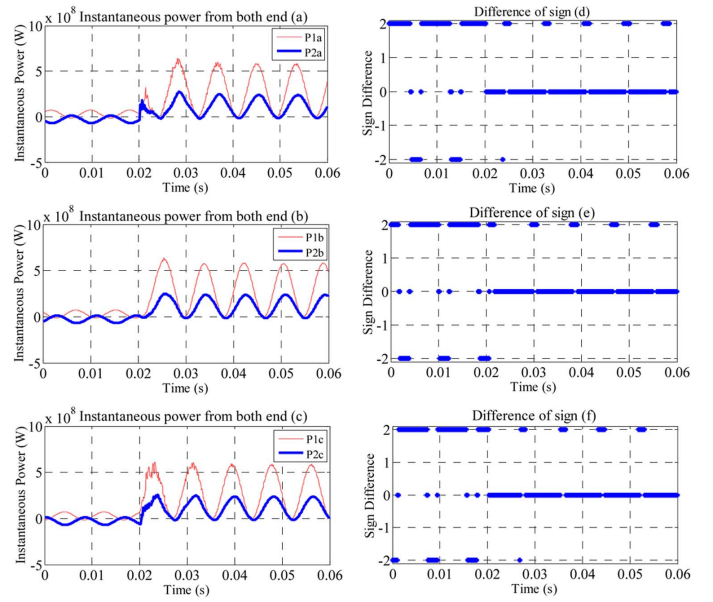 x 10^8 Instantaneous power from both end (a)
P1a
P2a
Instantaneous Power (W)
10
5
0
-5
0 0.01 0.02 0.03 0.04 0.05 0.06
Time (s)
Difference of sign (d)
Sign Difference
2
1
0
-1
-2
0 0.01 0.02 0.03 0.04 0.05 0.06
Time (s)
x 10^8 Instantaneous power from both end (b)
P1b
P2b
Instantaneous Power (W)
10
5
0
-5
0 0.01 0.02 0.03 0.04 0.05 0.06
Time (s)
Difference of sign (e)
Sign Difference
2
1
0
-1
-2
0 0.01 0.02 0.03 0.04 0.05 0.06
Time (s)
x 10^8 Instantaneous power from both end (c)
P1c
P2c
Instantaneous Power (W)
10
5
0
-5
0 0.01 0.02 0.03 0.04 0.05 0.06
Time (s)
Difference of sign (f)
Sign Difference
2
1
0
-1
-2
0 0.01 0.02 0.03 0.04 0.05 0.06
Time (s)